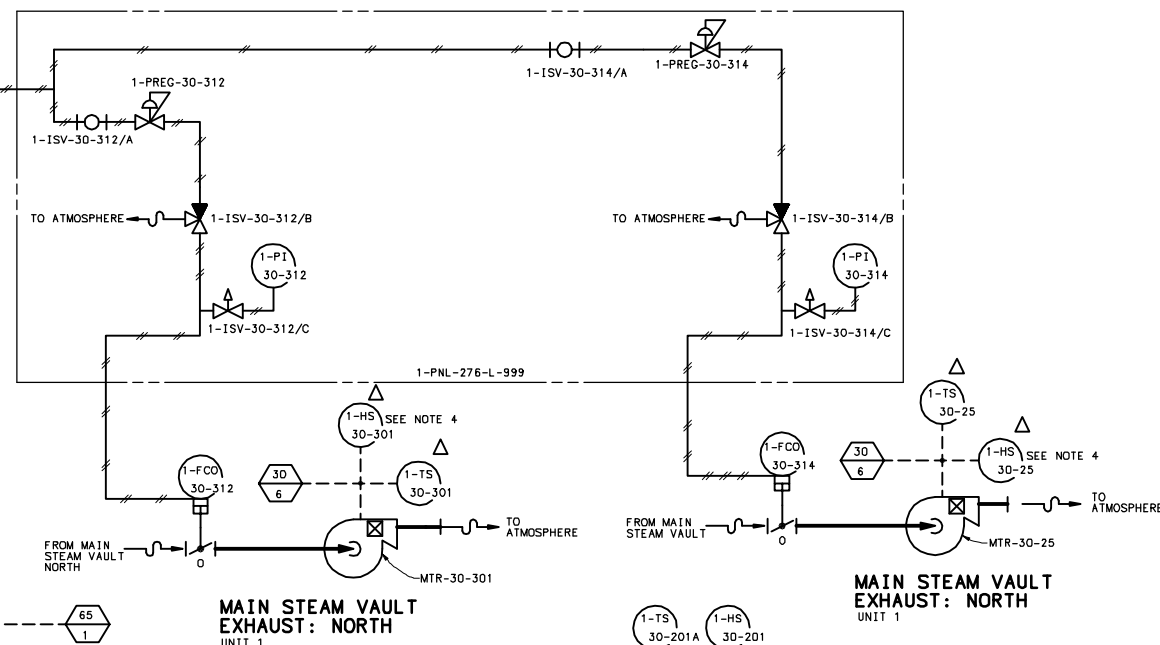 1-PREG-30-312
1-ISV-30-314/A
1-PREG-30-314
1-ISV-30-312/A
TO ATMOSPHERE
1-ISV-30-312/B
TO ATMOSPHERE
1-ISV-30-314/B
1-PI
30-312
1-PI
30-314
1-ISV-30-312/C
1-ISV-30-314/C
1-PNL-276-L-999
1-HS
30-301
SEE NOTE 4
1-TS
30-25
1-FCO
30-312
30
6
1-TS
30-301
1-FCO
30-314
30
6
1-HS
30-25
SEE NOTE 4
TO
ATMOSPHERE
TO
ATMOSPHERE
FROM MAIN
STEAM VAULT
NORTH
O
MTR-30-301
FROM MAIN
STEAM VAULT
O
MTR-30-25
MAIN STEAM VAULT
EXHAUST: NORTH
UNIT 1
MAIN STEAM VAULT
EXHAUST: NORTH
UNIT 1
65
1
1-TS
30-201A
1-HS
30-201